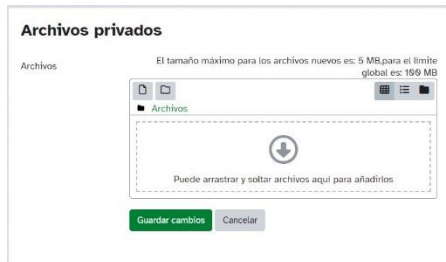 Archivos privados
Archivos
El tamaño máximo para los archivos nuevos es: 5 MB,para el límite
global es: 100 MB
Archivos
Puede arrastrar y soltar archivos aquí para añadirlos
Guardar cambios
Cancelar